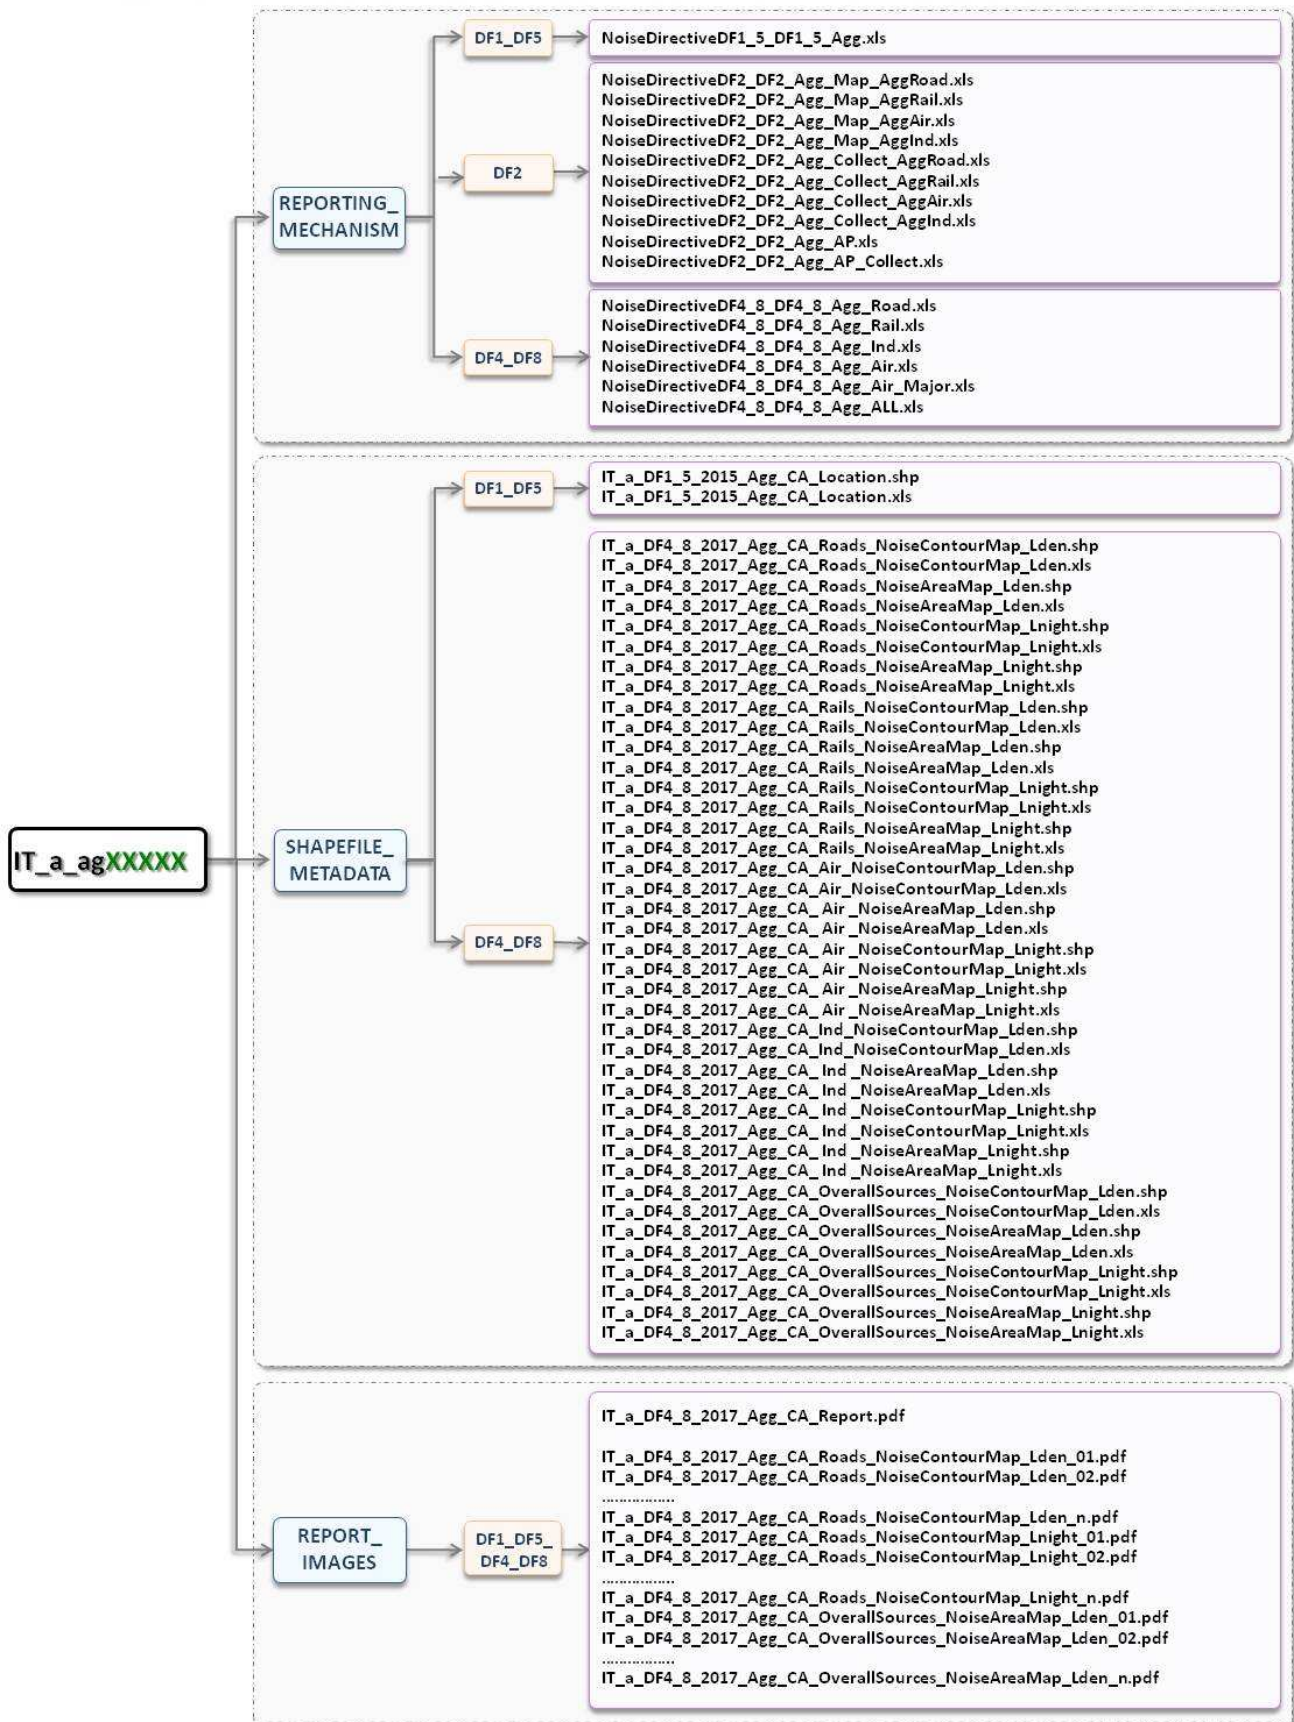 IT_a_agXXXXX
REPORTING_
MECHANISM
DF1_DF5
NoiseDirectiveDF1_5_DF1_5_Agg.xls
DF2
NoiseDirectiveDF2_DF2_Agg_Map_AggRoad.xls
NoiseDirectiveDF2_DF2_Agg_Map_AggRail.xls
NoiseDirectiveDF2_DF2_Agg_Map_AggAir.xls
NoiseDirectiveDF2_DF2_Agg_Map_AggInd.xls
NoiseDirectiveDF2_DF2_Agg_Collect_AggRoad.xls
NoiseDirectiveDF2_DF2_Agg_Collect_AggRail.xls
NoiseDirectiveDF2_DF2_Agg_Collect_AggAir.xls
NoiseDirectiveDF2_DF2_Agg_Collect_AggInd.xls
NoiseDirectiveDF2_DF2_Agg_AP.xls
NoiseDirectiveDF2_DF2_Agg_AP_Collect.xls
DF4_DF8
NoiseDirectiveDF4_8_DF4_8_Agg_Road.xls
NoiseDirectiveDF4_8_DF4_8_Agg_Rail.xls
NoiseDirectiveDF4_8_DF4_8_Agg_Ind.xls
NoiseDirectiveDF4_8_DF4_8_Agg_Air.xls
NoiseDirectiveDF4_8_DF4_8_Agg_Air_Major.xls
NoiseDirectiveDF4_8_DF4_8_Agg_ALL.xls
SHAPEFILE_
METADATA
DF1_DF5
IT_a_DF1_5_2015_Agg_CA_Location.shp
IT_a_DF1_5_2015_Agg_CA_Location.xls
DF4_DF8
IT_a_DF4_8_2017_Agg_CA_Roads_NoiseContourMap_Lden.shp
IT_a_DF4_8_2017_Agg_CA_Roads_NoiseContourMap_Lden.xls
IT_a_DF4_8_2017_Agg_CA_Roads_NoiseAreaMap_Lden.shp
IT_a_DF4_8_2017_Agg_CA_Roads_NoiseAreaMap_Lden.xls
IT_a_DF4_8_2017_Agg_CA_Roads_NoiseContourMap_Lnight.shp
IT_a_DF4_8_2017_Agg_CA_Roads_NoiseContourMap_Lnight.xls
IT_a_DF4_8_2017_Agg_CA_Roads_NoiseAreaMap_Lnight.shp
IT_a_DF4_8_2017_Agg_CA_Roads_NoiseAreaMap_Lnight.xls
IT_a_DF4_8_2017_Agg_CA_Rails_NoiseContourMap_Lden.shp
IT_a_DF4_8_2017_Agg_CA_Rails_NoiseContourMap_Lden.xls
IT_a_DF4_8_2017_Agg_CA_Rails_NoiseAreaMap_Lden.shp
IT_a_DF4_8_2017_Agg_CA_Rails_NoiseAreaMap_Lden.xls
IT_a_DF4_8_2017_Agg_CA_Rails_NoiseContourMap_Lnight.shp
IT_a_DF4_8_2017_Agg_CA_Rails_NoiseContourMap_Lnight.xls
IT_a_DF4_8_2017_Agg_CA_Rails_NoiseAreaMap_Lnight.shp
IT_a_DF4_8_2017_Agg_CA_Rails_NoiseAreaMap_Lnight.xls
IT_a_DF4_8_2017_Agg_CA_Air_NoiseContourMap_Lden.shp
IT_a_DF4_8_2017_Agg_CA_Air_NoiseContourMap_Lden.xls
IT_a_DF4_8_2017_Agg_CA_ Air _NoiseAreaMap_Lden.shp
IT_a_DF4_8_2017_Agg_CA_ Air _NoiseAreaMap_Lden.xls
IT_a_DF4_8_2017_Agg_CA_ Air _NoiseContourMap_Lnight.shp
IT_a_DF4_8_2017_Agg_CA_ Air _NoiseContourMap_Lnight.xls
IT_a_DF4_8_2017_Agg_CA_ Air _NoiseAreaMap_Lnight.shp
IT_a_DF4_8_2017_Agg_CA_ Air _NoiseAreaMap_Lnight.xls
IT_a_DF4_8_2017_Agg_CA_Ind_NoiseContourMap_Lden.shp
IT_a_DF4_8_2017_Agg_CA_Ind_NoiseContourMap_Lden.xls
IT_a_DF4_8_2017_Agg_CA_ Ind _NoiseAreaMap_Lden.shp
IT_a_DF4_8_2017_Agg_CA_ Ind _NoiseAreaMap_Lden.xls
IT_a_DF4_8_2017_Agg_CA_ Ind _NoiseContourMap_Lnight.shp
IT_a_DF4_8_2017_Agg_CA_ Ind _NoiseContourMap_Lnight.xls
IT_a_DF4_8_2017_Agg_CA_ Ind _NoiseAreaMap_Lnight.shp
IT_a_DF4_8_2017_Agg_CA_ Ind _NoiseAreaMap_Lnight.xls
IT_a_DF4_8_2017_Agg_CA_OverallSources_NoiseContourMap_Lden.shp
IT_a_DF4_8_2017_Agg_CA_OverallSources_NoiseContourMap_Lden.xls
IT_a_DF4_8_2017_Agg_CA_OverallSources_NoiseAreaMap_Lden.shp
IT_a_DF4_8_2017_Agg_CA_OverallSources_NoiseAreaMap_Lden.xls
IT_a_DF4_8_2017_Agg_CA_OverallSources_NoiseContourMap_Lnight.shp
IT_a_DF4_8_2017_Agg_CA_OverallSources_NoiseContourMap_Lnight.xls
IT_a_DF4_8_2017_Agg_CA_OverallSources_NoiseAreaMap_Lnight.shp
IT_a_DF4_8_2017_Agg_CA_OverallSources_NoiseAreaMap_Lnight.xls
REPORT_
IMAGES
DF1_DF5_
DF4_DF8
IT_a_DF4_8_2017_Agg_CA_Report.pdf
IT_a_DF4_8_2017_Agg_CA_Roads_NoiseContourMap_Lden_01.pdf
IT_a_DF4_8_2017_Agg_CA_Roads_NoiseContourMap_Lden_02.pdf
.................
IT_a_DF4_8_2017_Agg_CA_Roads_NoiseContourMap_Lden_n.pdf
IT_a_DF4_8_2017_Agg_CA_Roads_NoiseContourMap_Lnight_01.pdf
IT_a_DF4_8_2017_Agg_CA_Roads_NoiseContourMap_Lnight_02.pdf
.................
IT_a_DF4_8_2017_Agg_CA_Roads_NoiseContourMap_Lnight_n.pdf
IT_a_DF4_8_2017_Agg_CA_OverallSources_NoiseAreaMap_Lden_01.pdf
IT_a_DF4_8_2017_Agg_CA_OverallSources_NoiseAreaMap_Lden_02.pdf
.................
IT_a_DF4_8_2017_Agg_CA_OverallSources_NoiseAreaMap_Lden_n.pdf